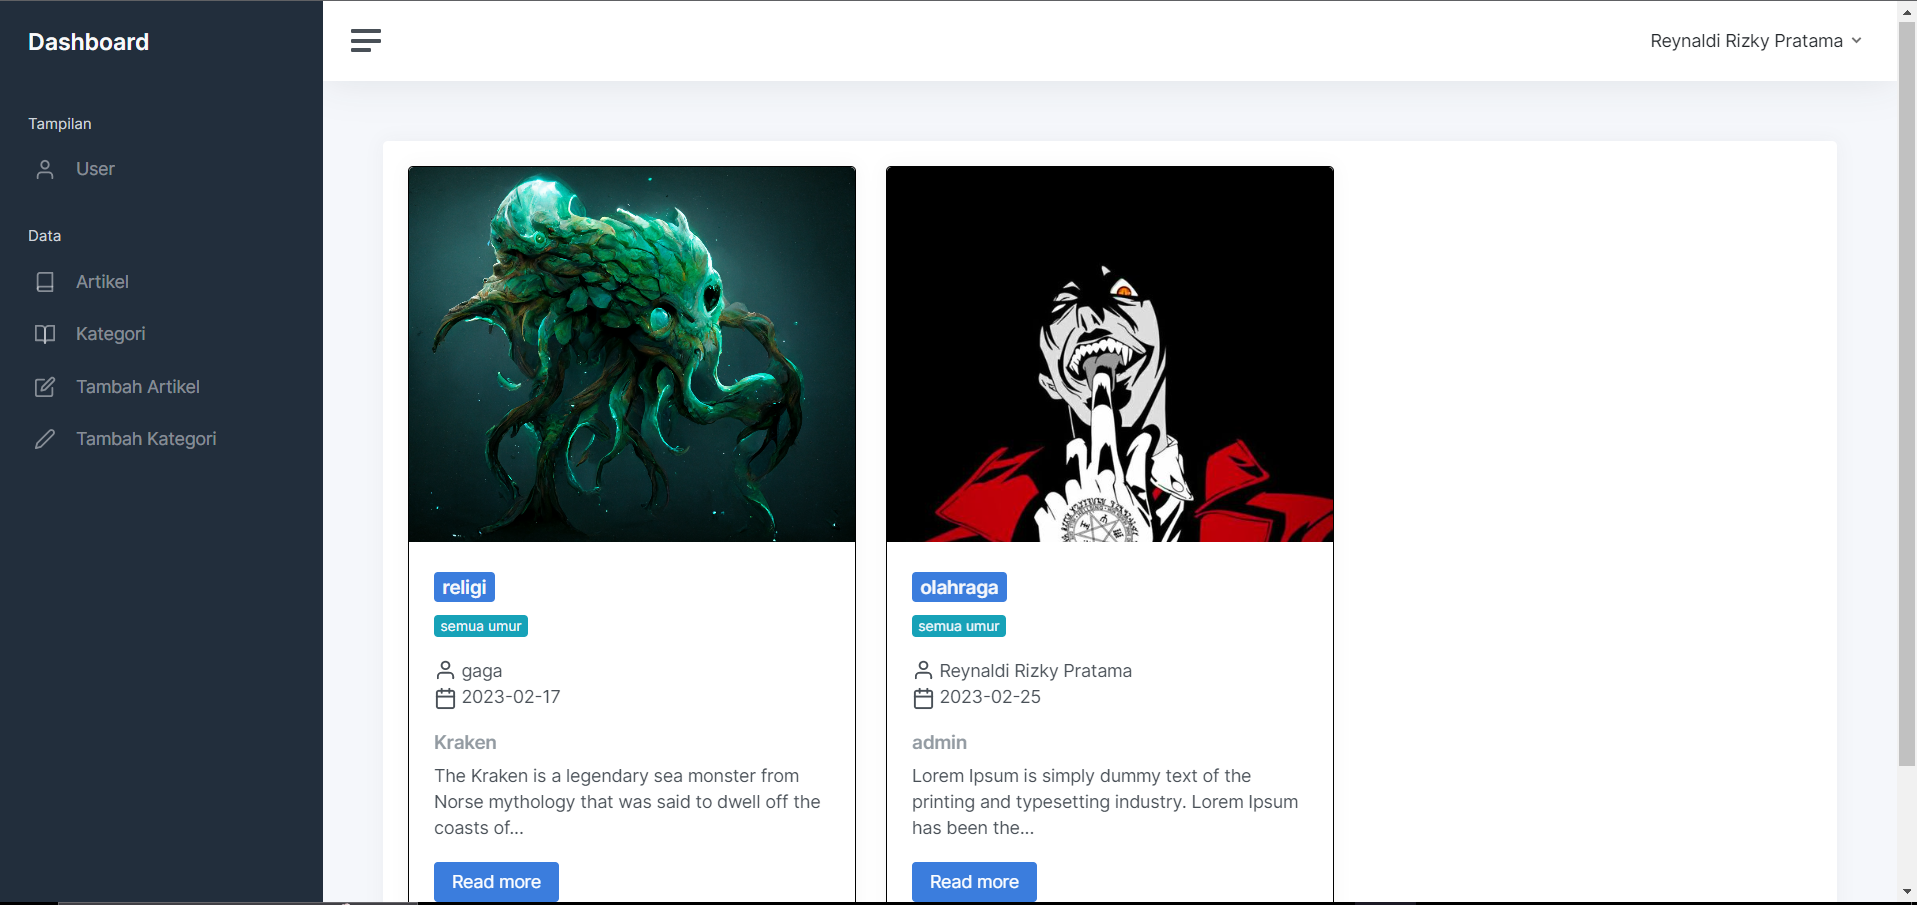 Dashboard
Reynaldi Rizky Pratama
Tampilan
User
Data
Artikel
Kategori
Tambah Artikel
Tambah Kategori
religi
semua umur
gaga
2023-02-17
Kraken
The Kraken is a legendary sea monster from
Norse mythology that was said to dwell off the
coasts of...
Read more
olahraga
semua umur
Reynaldi Rizky Pratama
2023-02-25
admin
Lorem Ipsum is simply dummy text of the
printing and typesetting industry. Lorem Ipsum
has been the...
Read more